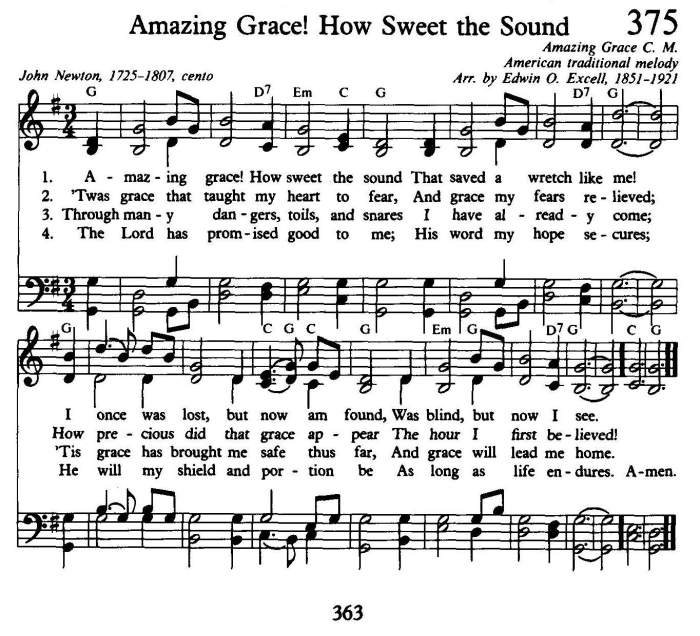 Amazing Grace! How Sweet the Sound 375
Amazing Grace C. M.
American traditional melody
John Newton, 1725–1807, cento Arr. by Edwin O. Excell, 1851–1921
G D7 Em C G D7 G
3
4
1. A - maz - ing grace! How sweet the sound That saved a wretch like me!
2. 'Twas grace that taught my heart to fear, And grace my fears re - lieved;
3. Through man - y dan - gers, toils, and snares I have al - read - y come;
4. The Lord has prom - ised good to me; His word my hope se - cures;
3
4
G C G C G Em G D7 G C G
I once was lost, but now am found, Was blind, but now I see.
How pre - cious did that grace ap - pear The hour I first be - lieved!
'Tis grace has brought me safe thus far, And grace will lead me home.
He will my shield and por - tion be As long as life en - dures. A-men.
363